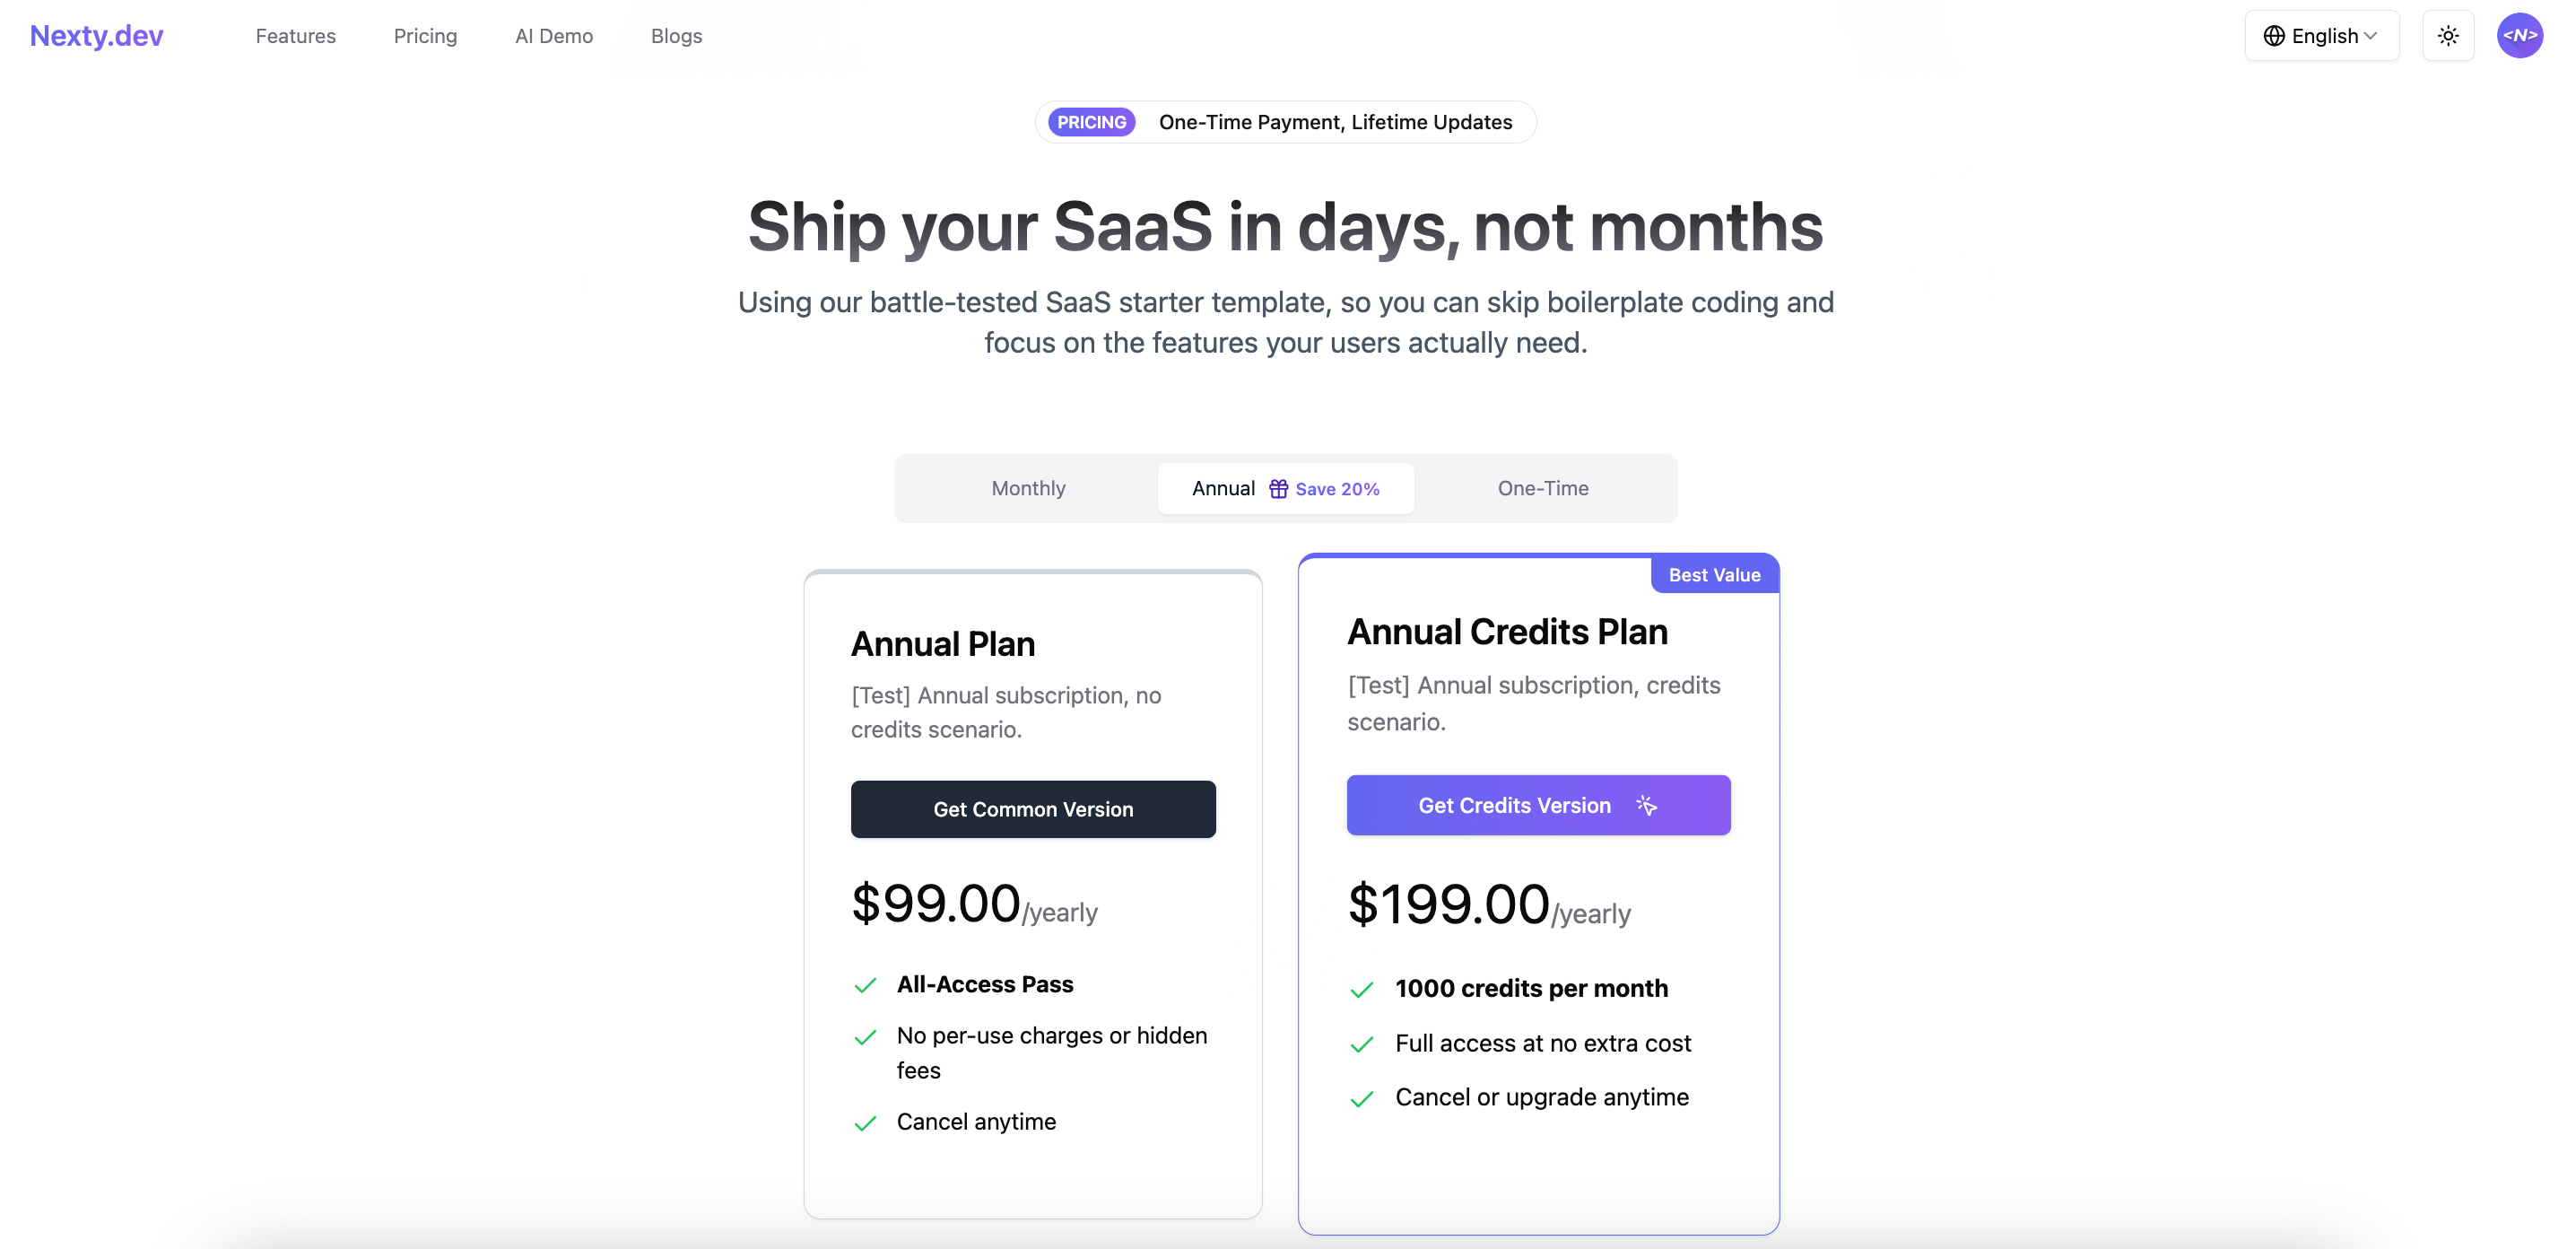 Nexty.dev
Features
Pricing
AI Demo
Blogs
English
<N>
PRICING One-Time Payment, Lifetime Updates
Ship your SaaS in days, not months
Using our battle-tested SaaS starter template, so you can skip boilerplate coding and
focus on the features your users actually need.
Monthly
Annual Save 20%
One-Time
Annual Plan
[Test] Annual subscription, no
credits scenario.
Get Common Version
$99.00/yearly
All-Access Pass
No per-use charges or hidden
fees
Cancel anytime
Best Value
Annual Credits Plan
[Test] Annual subscription, credits
scenario.
Get Credits Version
$199.00/yearly
1000 credits per month
Full access at no extra cost
Cancel or upgrade anytime